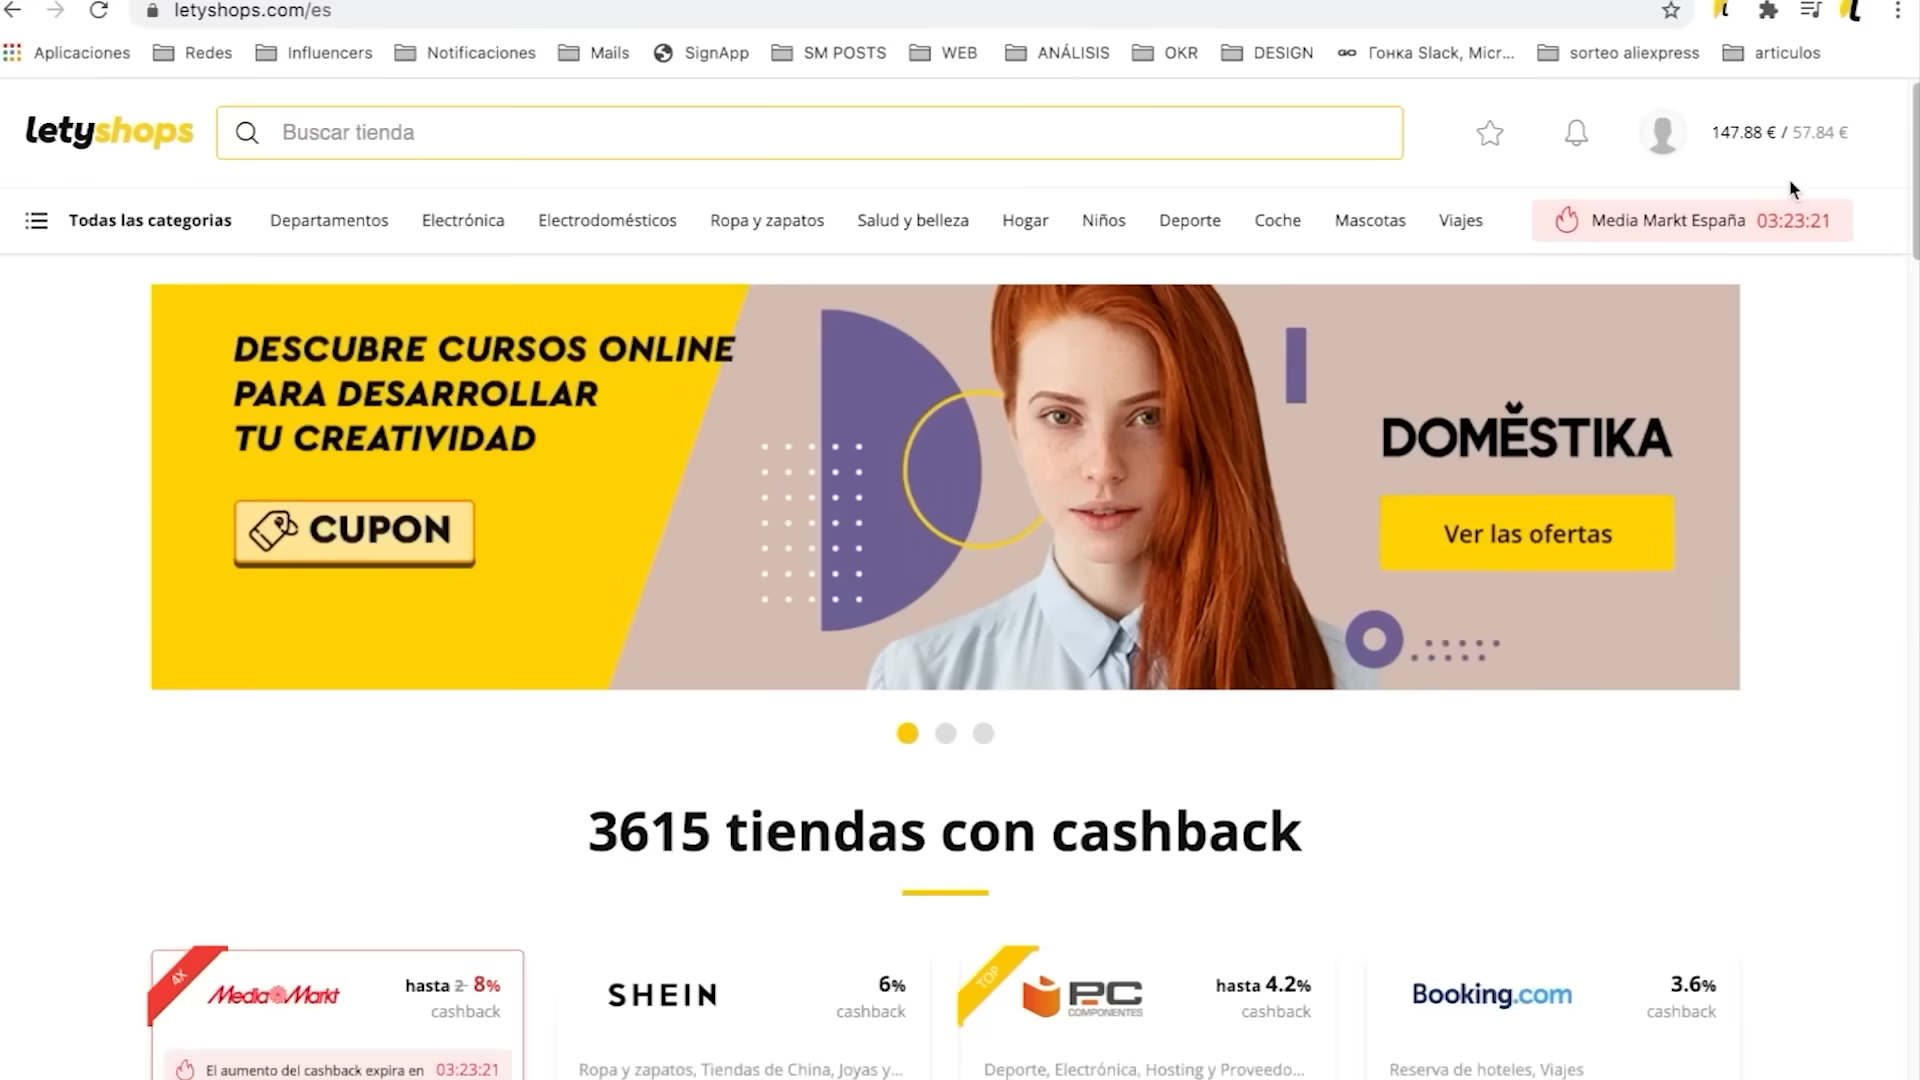 letyshops.com/es
Aplicaciones Redes Influencers Notificaciones Mails SignApp SM POSTS WEB ANÁLISIS OKR DESIGN Гонка Slack, Micr... sorteo aliexpress articulos
letyshops Buscar tienda 147.88 € / 57.84 €
Todas las categorias Departamentos Electrónica Electrodomésticos Ropa y zapatos Salud y belleza Hogar Niños Deporte Coche Mascotas Viajes Media Markt España 03:23:21
DESCUBRE CURSOS ONLINE
PARA DESARROLLAR
TU CREATIVIDAD
CUPON
DOMĔSTIKA
Ver las ofertas
3615 tiendas con cashback
4X
Media Markt
hasta 2 8%
cashback
El aumento del cashback expira en 03:23:21
SHEIN
6%
cashback
Ropa y zapatos, Tiendas de China, Joyas y...
TOP
PC COMPONENTES
hasta 4.2%
cashback
Deporte, Electrónica, Hosting y Proveedo...
Booking.com
3.6%
cashback
Reserva de hoteles, Viajes